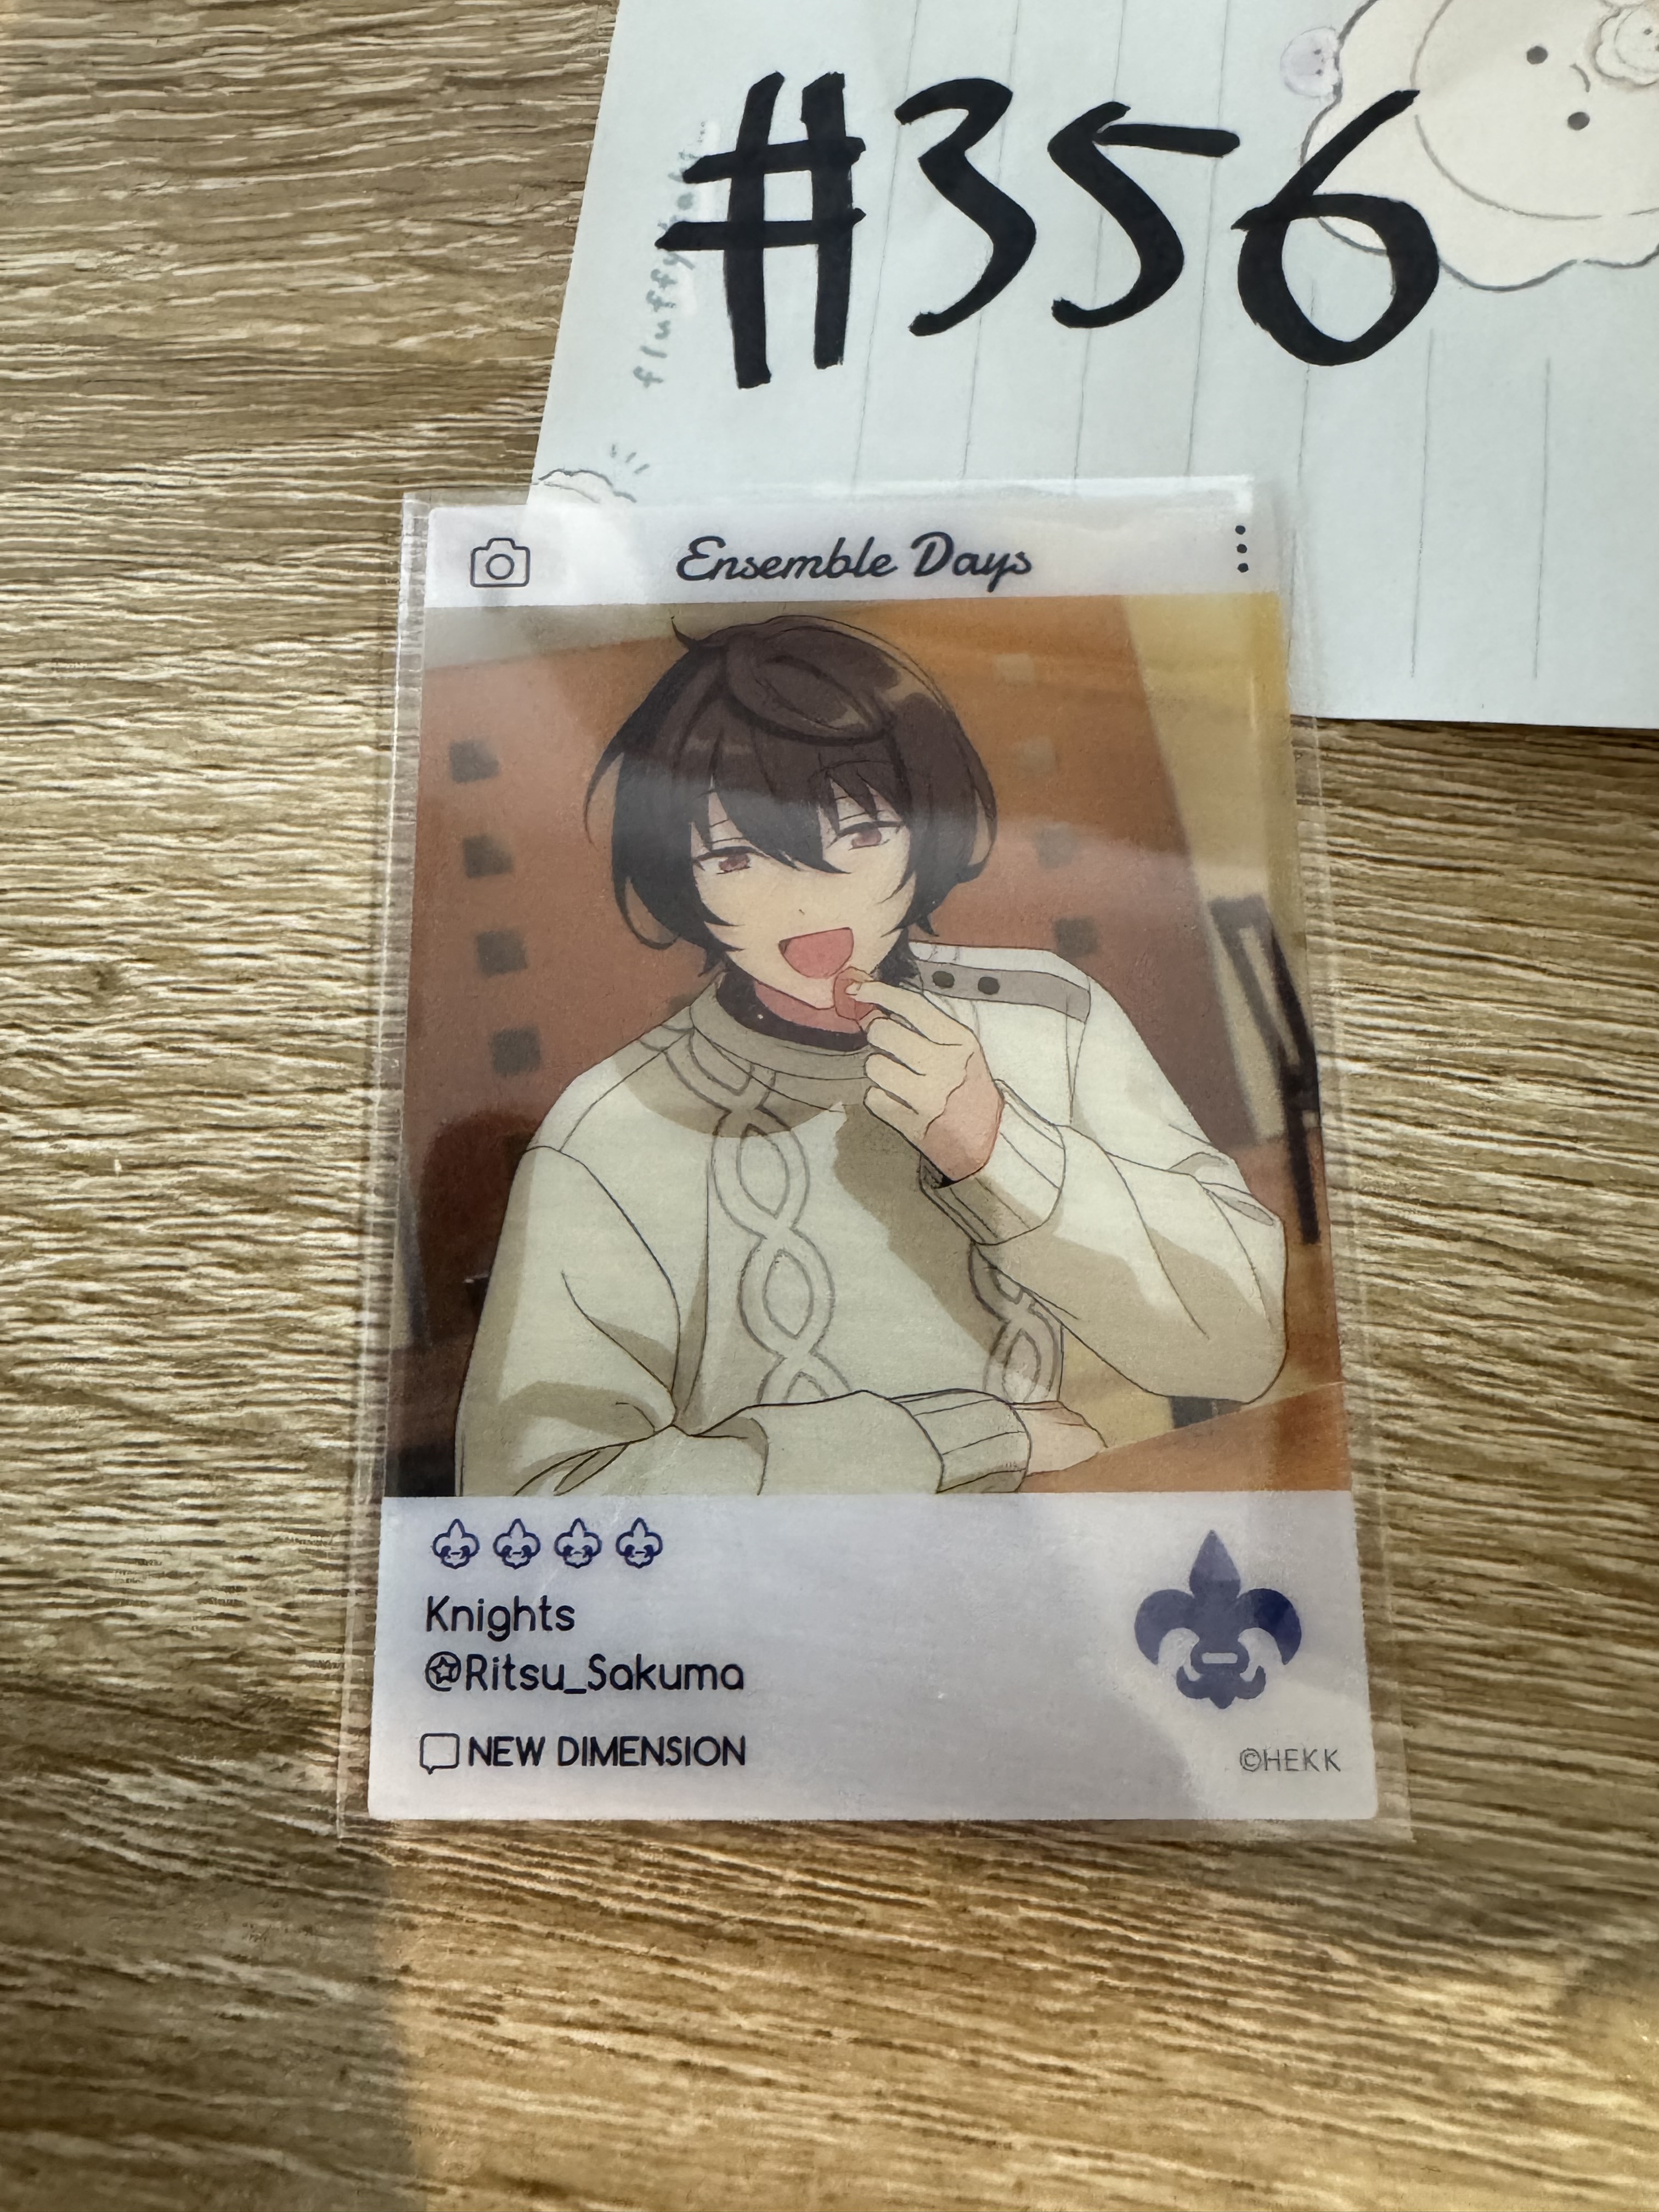 #356
Ensemble Days
Knights
@Ritsu_Sakuma
NEW DIMENSION
©HEKK